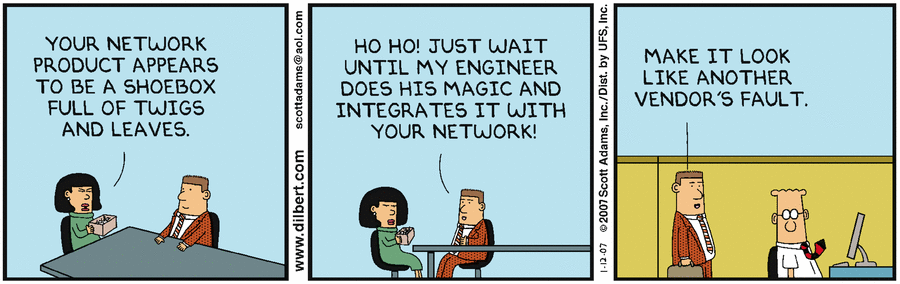 YOUR NETWORK
PRODUCT APPEARS
TO BE A SHOEBOX
FULL OF TWIGS
AND LEAVES.
www.dilbert.com scottadams@aol.com
HO HO! JUST WAIT
UNTIL MY ENGINEER
DOES HIS MAGIC AND
INTEGRATES IT WITH
YOUR NETWORK!
1-12-07 ©2007 Scott Adams, Inc./Dist. by UFS, Inc.
MAKE IT LOOK
LIKE ANOTHER
VENDOR'S FAULT.